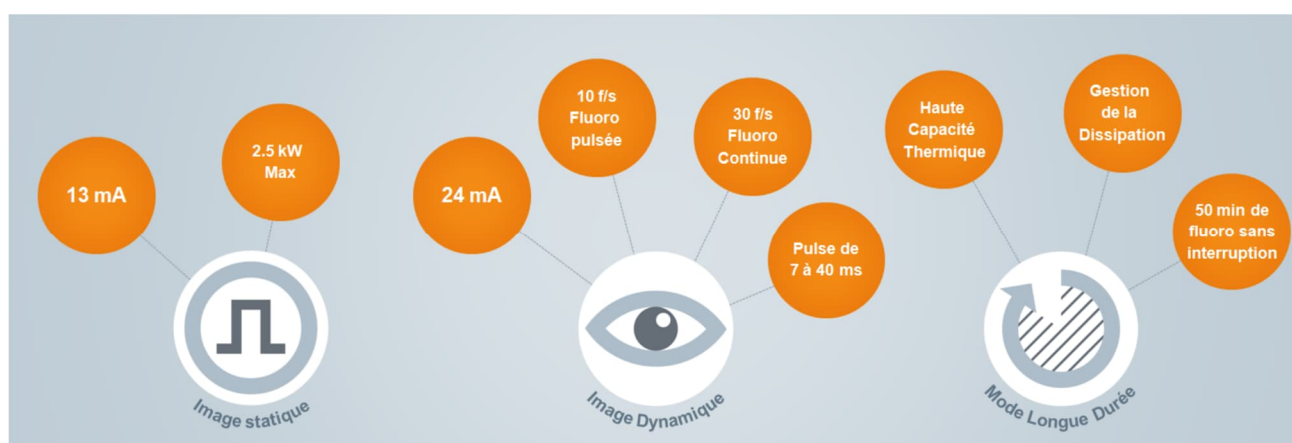 13 mA
2.5 kW
Max
Image statique
24 mA
10 f/s
Fluoro
pulsée
30 f/s
Fluoro
Continue
Pulse de
7 à 40 ms
Image Dynamique
Haute
Capacité
Thermique
Gestion
de la
Dissipation
50 min de
fluoro sans
interruption
Mode Longue Durée